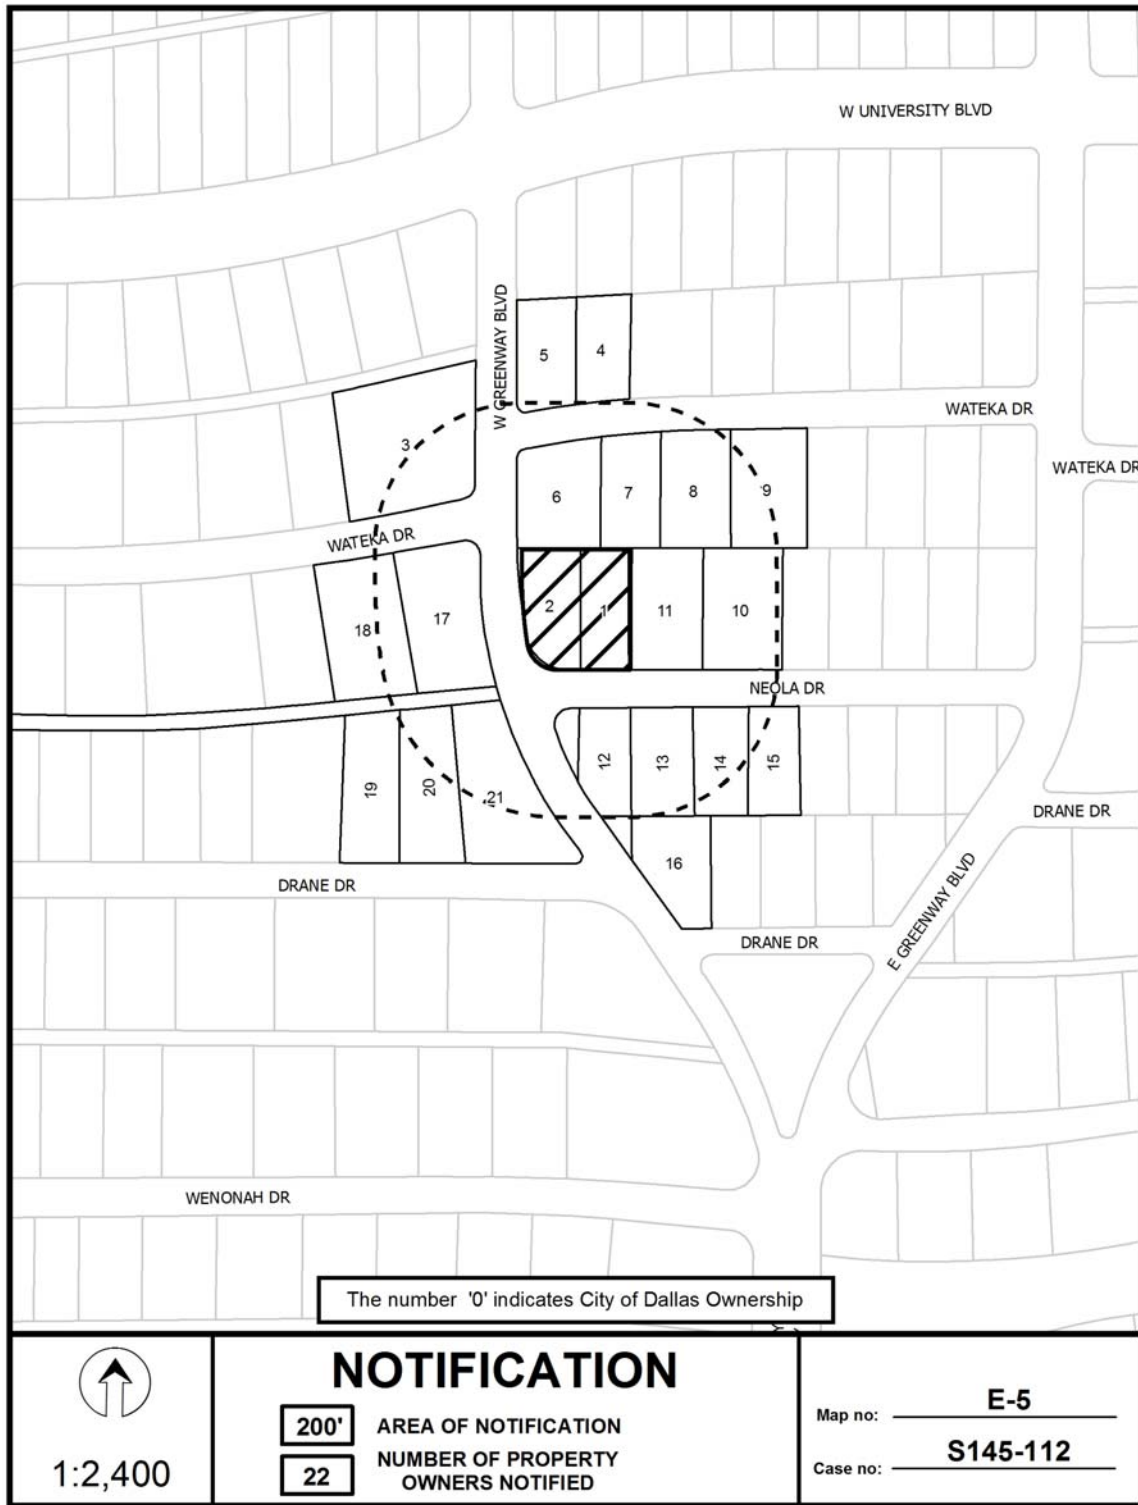 W UNIVERSITY BLVD
W GREENWAY BLVD
5
4
WATEKA DR
3
WATEKA DR
6
7
8
9
WATEKA DR
2
1
11
10
18
17
NEOLA DR
12
13
14
15
19
20
21
DRANE DR
16
DRANE DR
DRANE DR
E GREENWAY BLVD
WENONAH DR
The number '0' indicates City of Dallas Ownership
1:2,400
NOTIFICATION
200' AREA OF NOTIFICATION
22 NUMBER OF PROPERTY
OWNERS NOTIFIED
Map no: E-5
Case no: S145-112